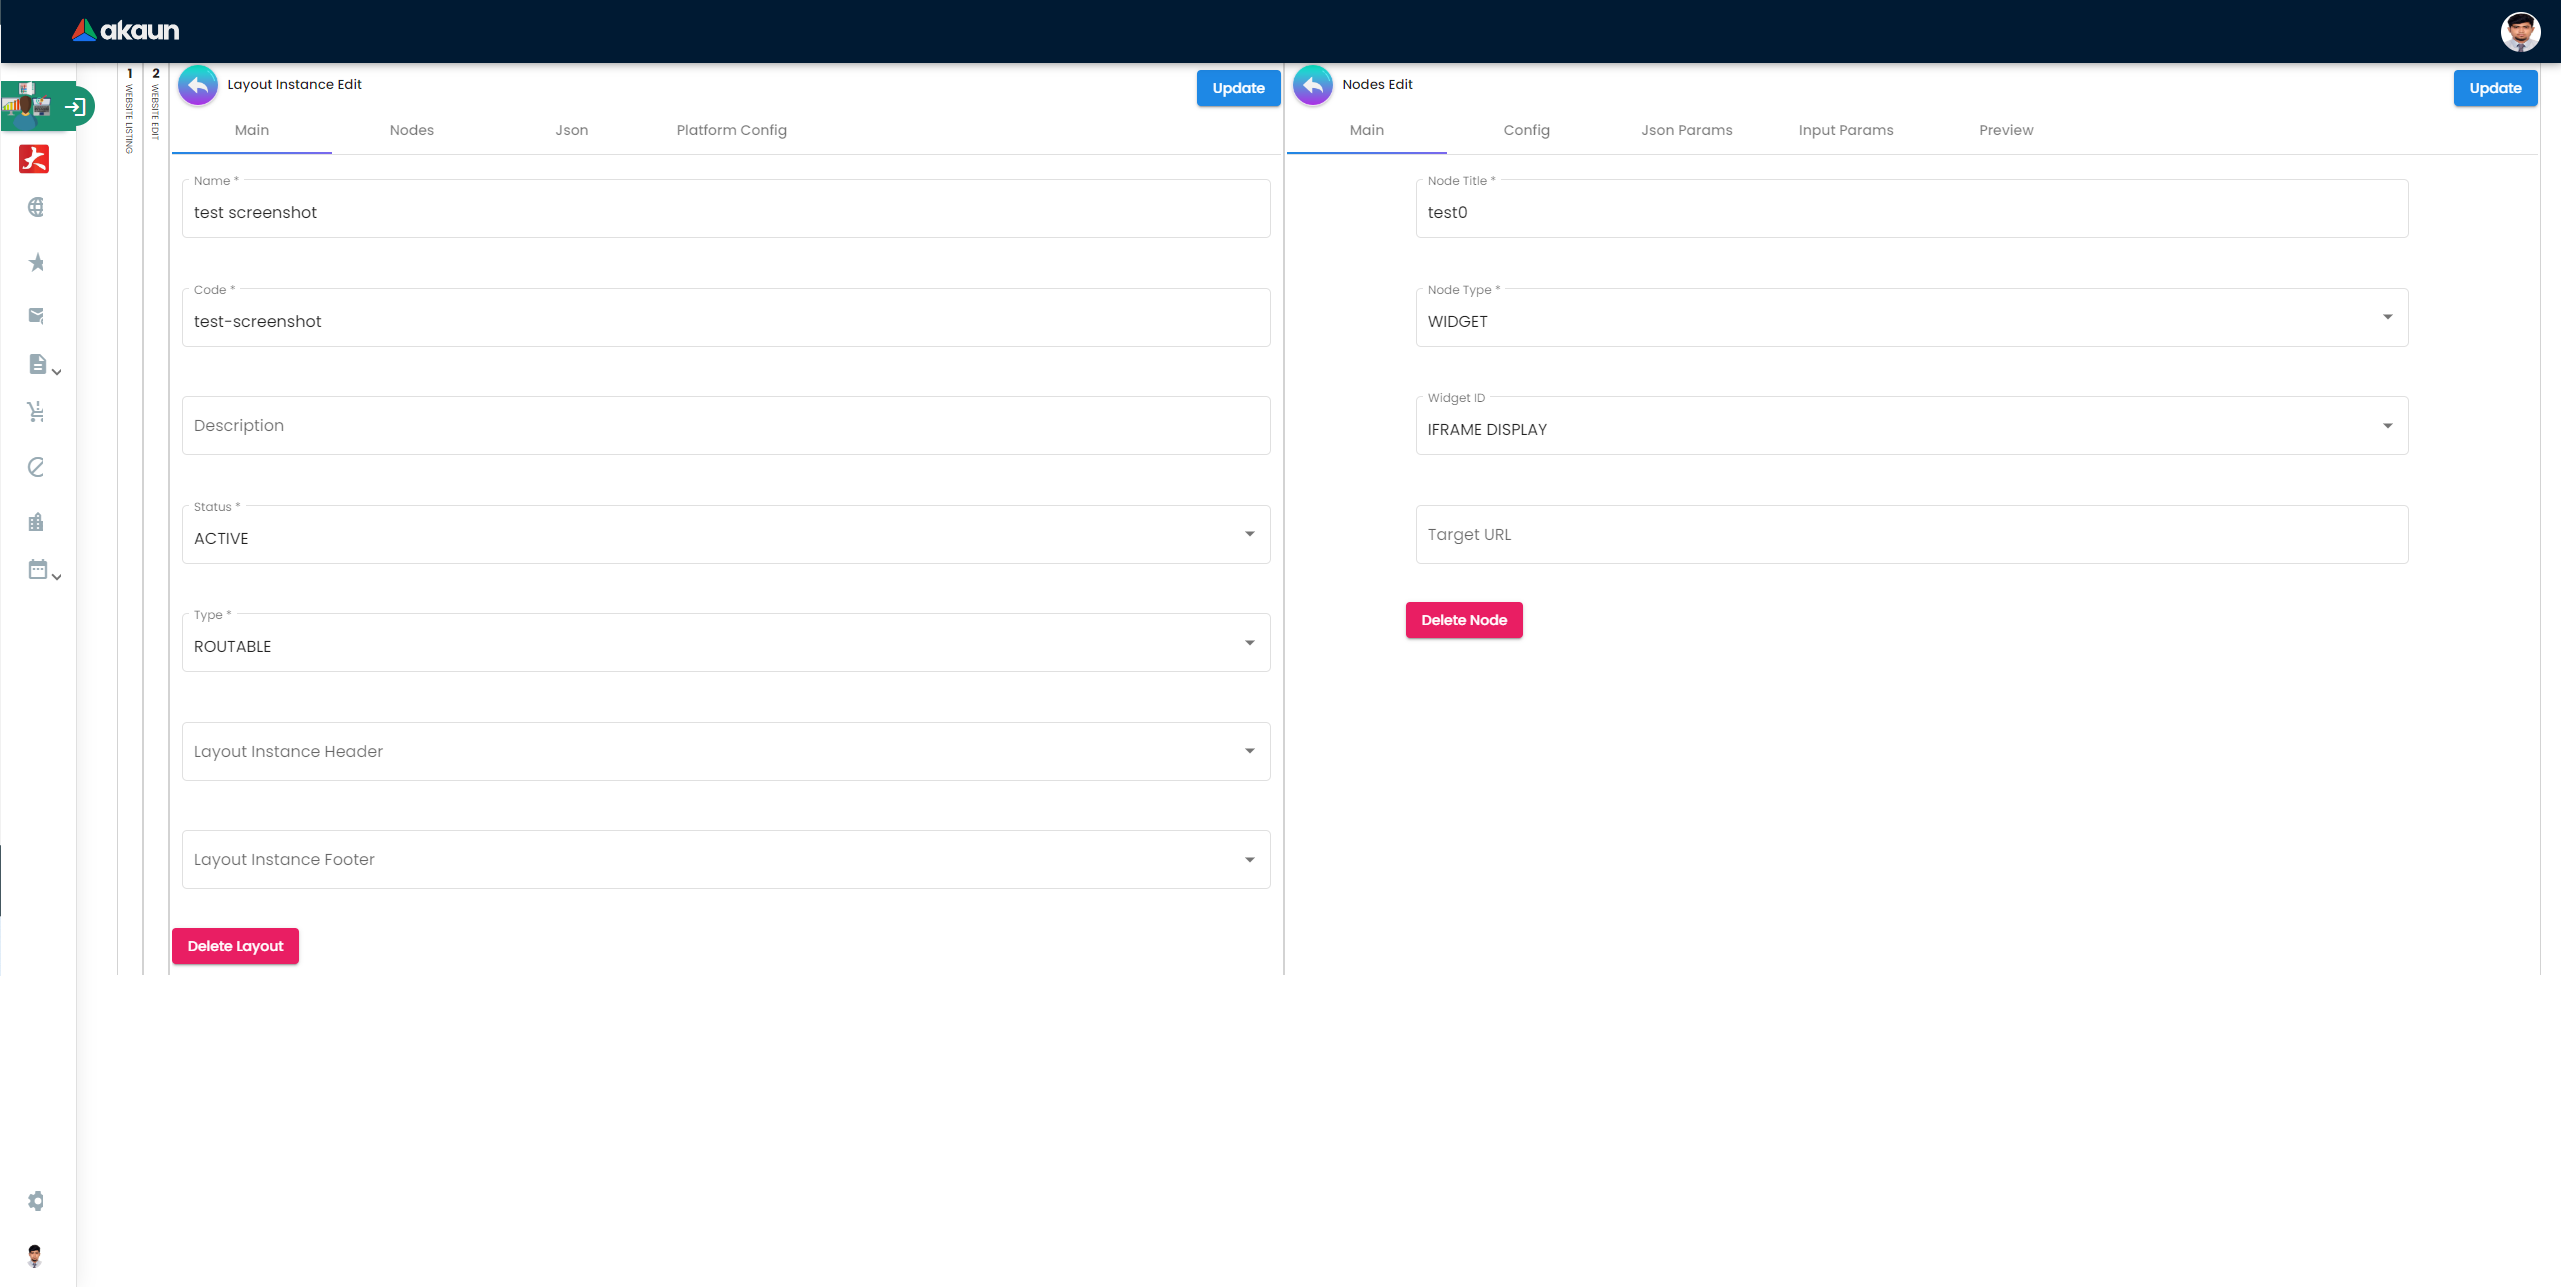 akaun
1
WEBSITE LISTING
2
WEBSITE EDIT
Layout Instance Edit
Update
Main
Nodes
Json
Platform Config
Name *
test screenshot
Code *
test-screenshot
Description
Status *
ACTIVE
Type *
ROUTABLE
Layout Instance Header
Layout Instance Footer
Delete Layout
Nodes Edit
Update
Main
Config
Json Params
Input Params
Preview
Node Title *
test0
Node Type *
WIDGET
Widget ID
IFRAME DISPLAY
Target URL
Delete Node